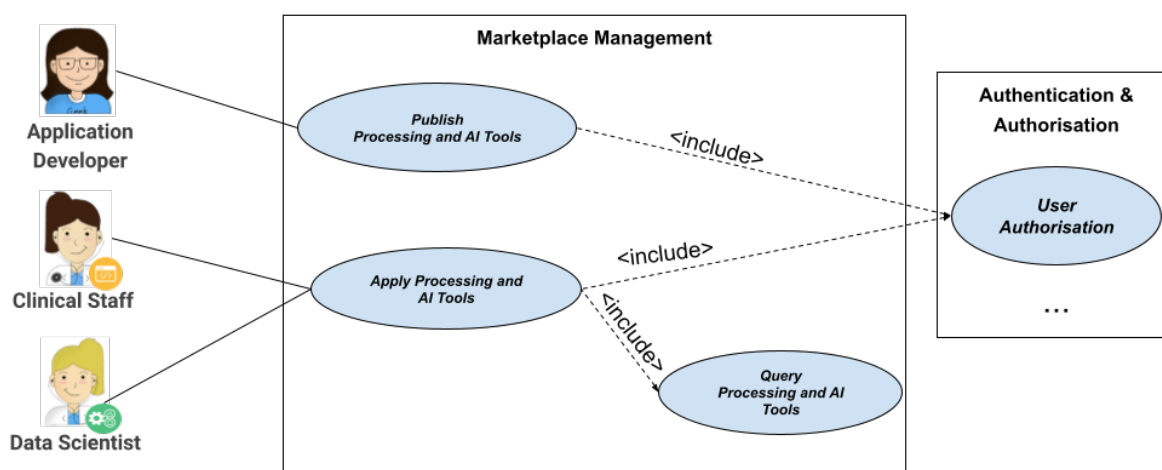 Marketplace Management
Application
Developer
Publish
Processing and AI Tools
<include>
Authentication &
Authorisation
User
Authorisation
...
Clinical Staff
Apply Processing and
AI Tools
<include>
<include>
Query
Processing and AI
Tools
Data Scientist